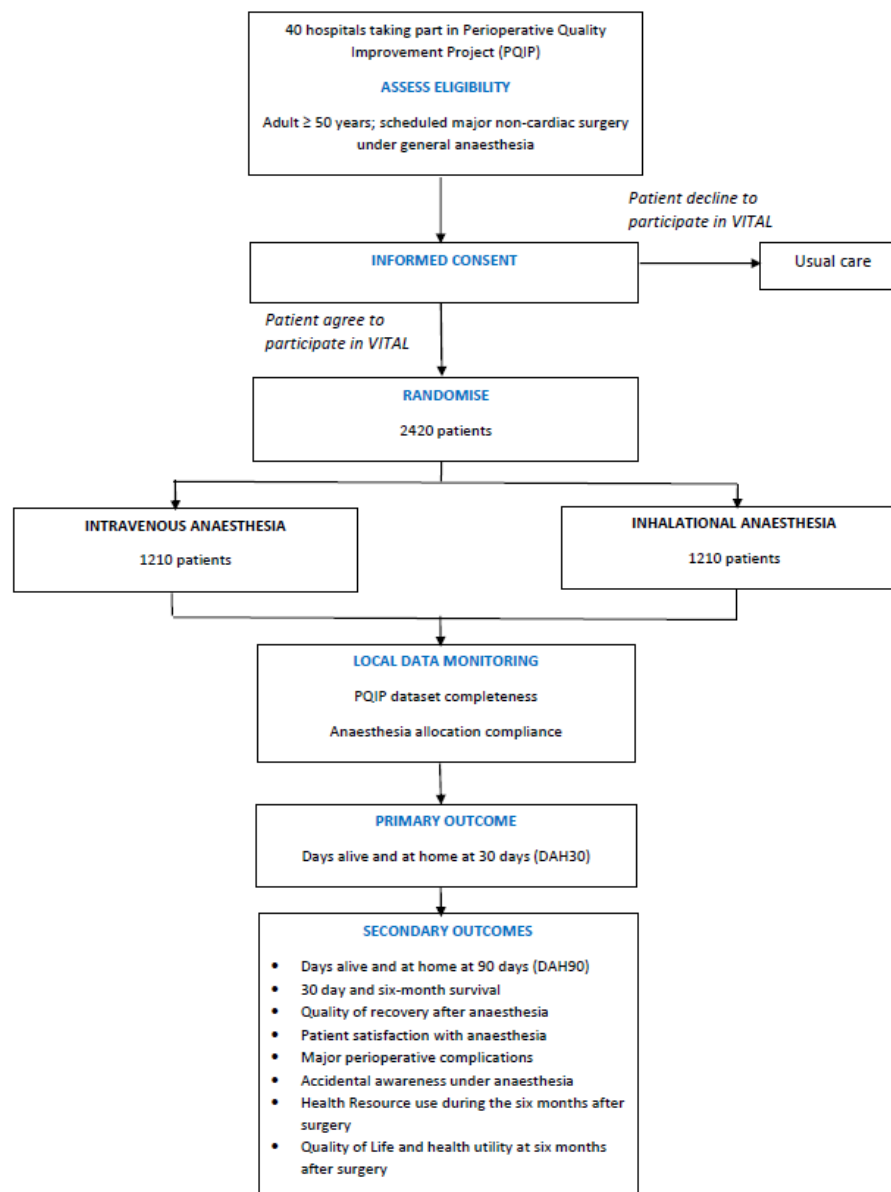 40 hospitals taking part in Perioperative Quality
Improvement Project (PQIP)
ASSESS ELIGIBILITY
Adult ≥ 50 years; scheduled major non-cardiac surgery
under general anaesthesia
Patient decline to
participate in VITAL
INFORMED CONSENT
Usual care
Patient agree to
participate in VITAL
RANDOMISE
2420 patients
INTRAVENOUS ANAESTHESIA
1210 patients
INHALATIONAL ANAESTHESIA
1210 patients
LOCAL DATA MONITORING
PQIP dataset completeness
Anaesthesia allocation compliance
PRIMARY OUTCOME
Days alive and at home at 30 days (DAH30)
SECONDARY OUTCOMES
• Days alive and at home at 90 days (DAH90)
• 30 day and six-month survival
• Quality of recovery after anaesthesia
• Patient satisfaction with anaesthesia
• Major perioperative complications
• Accidental awareness under anaesthesia
• Health Resource use during the six months after
surgery
• Quality of Life and health utility at six months
after surgery